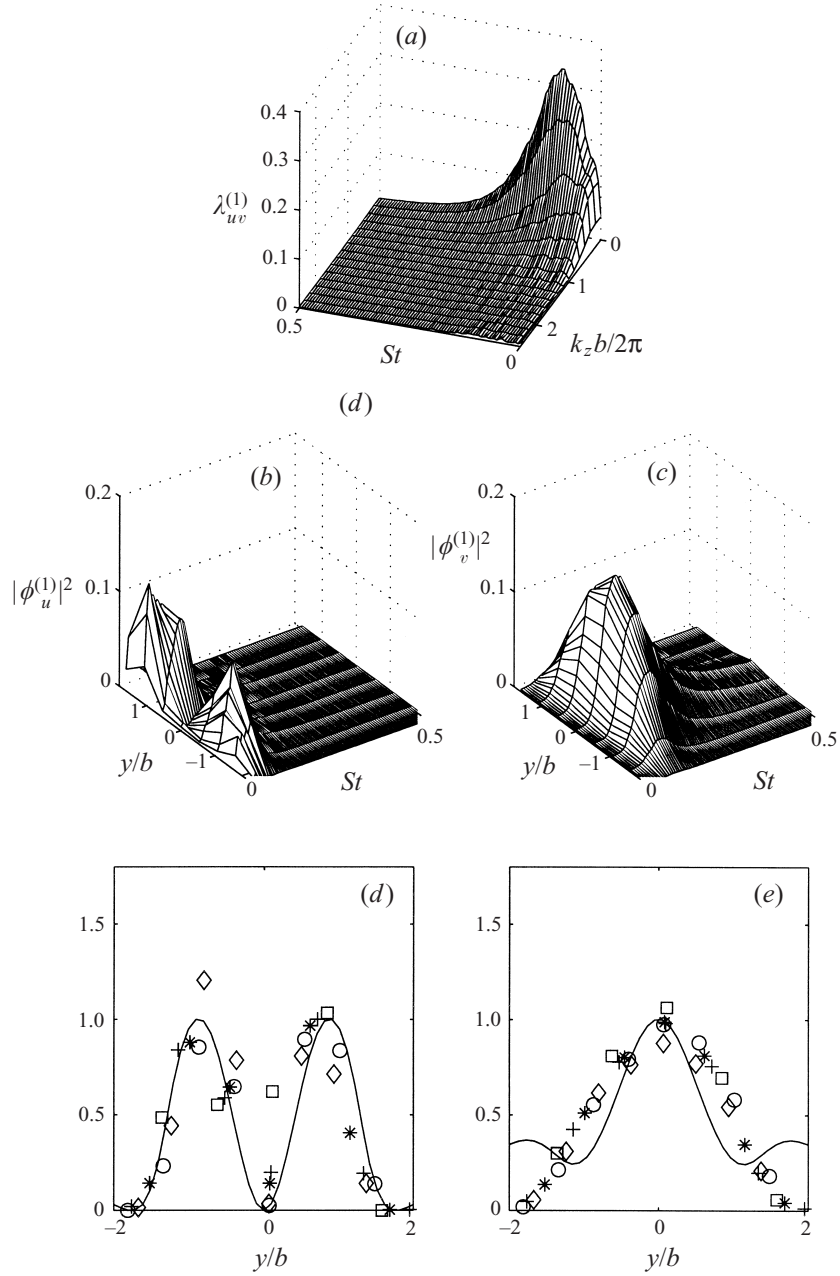 (a)
0.4
0.3
0.2
0.1
0
λ_{uv}^{(1)}
0.5
St
0
2
1
0
k_z b/2π
(d)
(b)
0.2
0.1
0
|ϕ_u^{(1)}|²
1
0
−1
y/b
0
St
0.5
(c)
0.2
0.1
0
|ϕ_v^{(1)}|²
1
0
−1
y/b
0
St
0.5
(d)
1.5
1.0
0.5
0
−2
0
2
y/b
(e)
1.5
1.0
0.5
0
−2
0
2
y/b